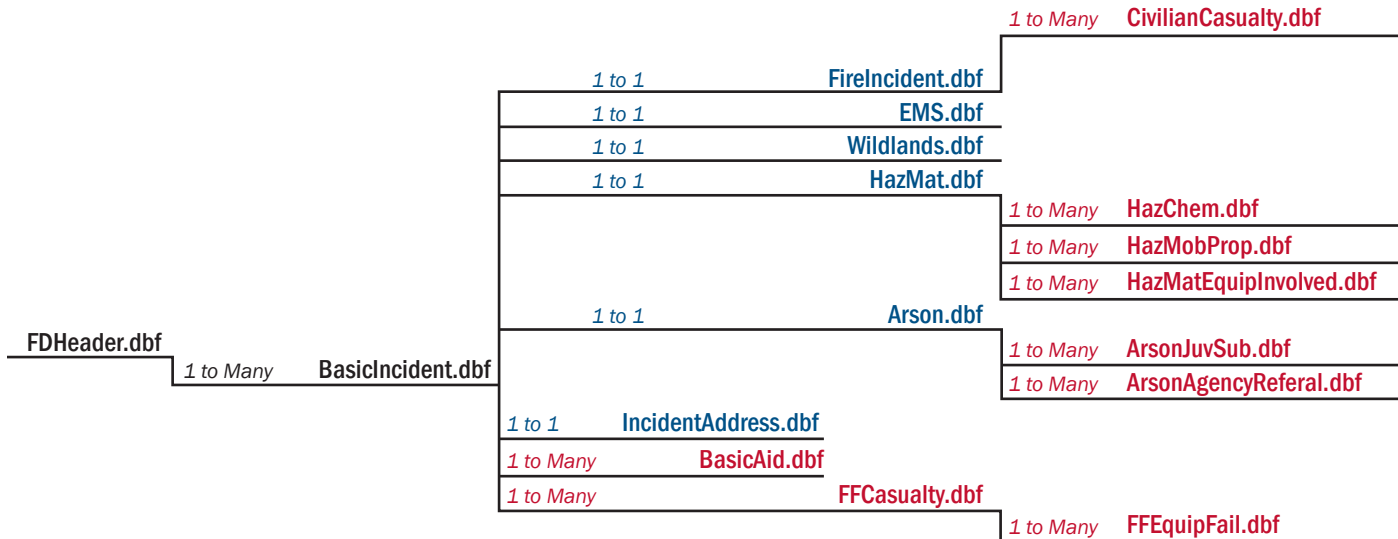 1 to Many CivilianCasualty.dbf
1 to 1 FireIncident.dbf
1 to 1 EMS.dbf
1 to 1 Wildlands.dbf
1 to 1 HazMat.dbf
1 to Many HazChem.dbf
1 to Many HazMobProp.dbf
1 to Many HazMatEquipInvolved.dbf
1 to 1 Arson.dbf
FDHeader.dbf
1 to Many ArsonJuvSub.dbf
1 to Many BasicIncident.dbf
1 to Many ArsonAgencyReferal.dbf
1 to 1 IncidentAddress.dbf
1 to Many BasicAid.dbf
1 to Many FFCasualty.dbf
1 to Many FFEquipFail.dbf